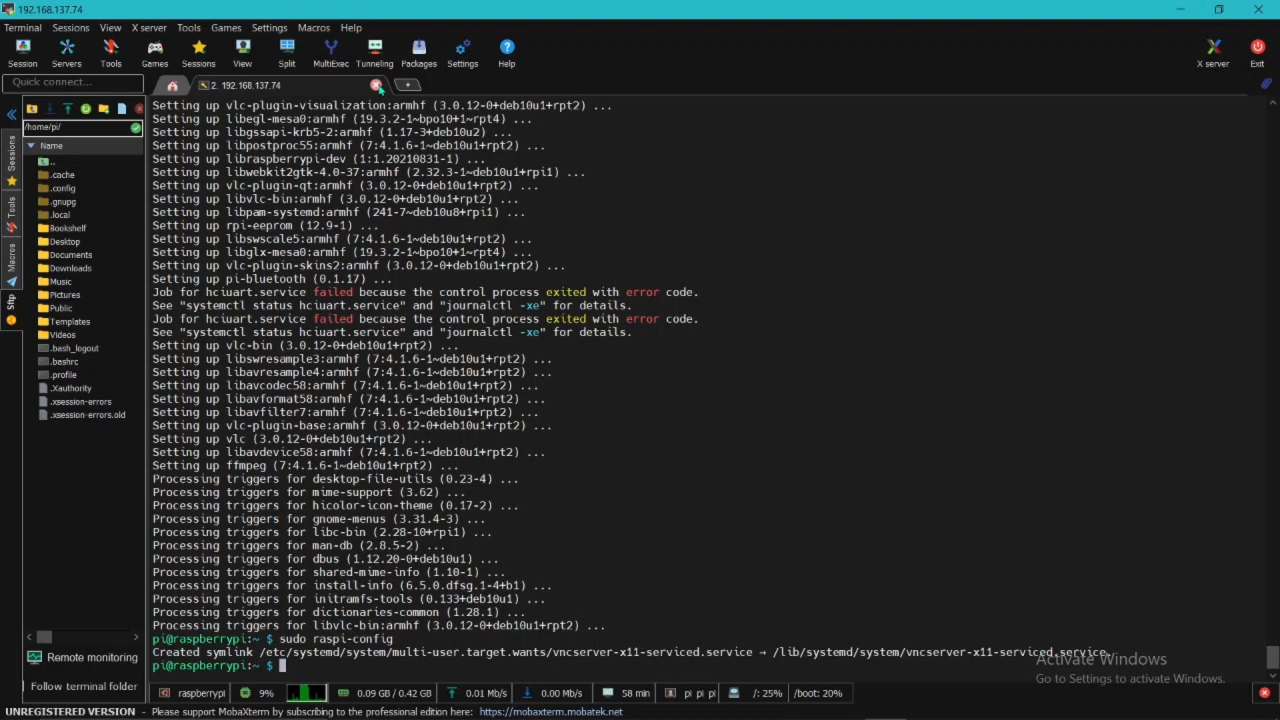 192.168.137.74
Terminal Sessions View X server Tools Games Settings Macros Help
Session Servers Tools Games Sessions View Split MultiExec Tunneling Packages Settings Help X server Exit
Quick connect...
2. 192.168.137.74
/home/pi/
Name
..
.cache
.config
.gnupg
.local
Bookshelf
Desktop
Documents
Downloads
Music
Pictures
Public
Templates
Videos
.bash_logout
.bashrc
.profile
.Xauthority
.xsession-errors
.xsession-errors.old
Sessions
Tools
Macros
Sftp
Remote monitoring
Follow terminal folder
Setting up vlc-plugin-visualization:armhf (3.0.12-0+deb10u1+rpt2) ...
Setting up libegl-mesa0:armhf (19.3.2-1~bpo10+1~rpt4) ...
Setting up libgssapi-krb5-2:armhf (1.17-3+deb10u2) ...
Setting up libpostproc55:armhf (7:4.1.6-1~deb10u1+rpt2) ...
Setting up libraspberrypi-dev (1:1.20210831-1) ...
Setting up libwebkit2gtk-4.0-37:armhf (2.32.3-1~deb10u1+rpi1) ...
Setting up vlc-plugin-qt:armhf (3.0.12-0+deb10u1+rpt2) ...
Setting up libvlc-bin:armhf (3.0.12-0+deb10u1+rpt2) ...
Setting up libpam-systemd:armhf (241-7~deb10u8+rpi1) ...
Setting up rpi-eeprom (12.9-1) ...
Setting up libswscale5:armhf (7:4.1.6-1~deb10u1+rpt2) ...
Setting up libglx-mesa0:armhf (19.3.2-1~bpo10+1~rpt4) ...
Setting up vlc-plugin-skins2:armhf (3.0.12-0+deb10u1+rpt2) ...
Setting up pi-bluetooth (0.1.17) ...
Job for hciuart.service failed because the control process exited with error code.
See "systemctl status hciuart.service" and "journalctl -xe" for details.
Job for hciuart.service failed because the control process exited with error code.
See "systemctl status hciuart.service" and "journalctl -xe" for details.
Setting up vlc-bin (3.0.12-0+deb10u1+rpt2) ...
Setting up libswresample3:armhf (7:4.1.6-1~deb10u1+rpt2) ...
Setting up libavresample4:armhf (7:4.1.6-1~deb10u1+rpt2) ...
Setting up libavcodec58:armhf (7:4.1.6-1~deb10u1+rpt2) ...
Setting up libavformat58:armhf (7:4.1.6-1~deb10u1+rpt2) ...
Setting up libavfilter7:armhf (7:4.1.6-1~deb10u1+rpt2) ...
Setting up vlc-plugin-base:armhf (3.0.12-0+deb10u1+rpt2) ...
Setting up vlc (3.0.12-0+deb10u1+rpt2) ...
Setting up libavdevice58:armhf (7:4.1.6-1~deb10u1+rpt2) ...
Setting up ffmpeg (7:4.1.6-1~deb10u1+rpt2) ...
Processing triggers for desktop-file-utils (0.23-4) ...
Processing triggers for mime-support (3.62) ...
Processing triggers for hicolor-icon-theme (0.17-2) ...
Processing triggers for gnome-menus (3.31.4-3) ...
Processing triggers for libc-bin (2.28-10+rpi1) ...
Processing triggers for man-db (2.8.5-2) ...
Processing triggers for dbus (1.12.20-0+deb10u1) ...
Processing triggers for shared-mime-info (1.10-1) ...
Processing triggers for install-info (6.5.0.dfsg.1-4+b1) ...
Processing triggers for initramfs-tools (0.133+deb10u1) ...
Processing triggers for dictionaries-common (1.28.1) ...
Processing triggers for libvlc-bin:armhf (3.0.12-0+deb10u1+rpt2) ...
pi@raspberrypi:~ $ sudo raspi-config
Created symlink /etc/systemd/system/multi-user.target.wants/vncserver-x11-serviced.service → /lib/systemd/system/vncserver-x11-serviced.service.
pi@raspberrypi:~ $
Activate Windows
Go to Settings to activate Windows.
raspberrypi 9% 0.09 GB / 0.42 GB 0.01 Mb/s 0.00 Mb/s 58 min pi pi pi /: 25% /boot: 20%
UNREGISTERED VERSION - Please support MobaXterm by subscribing to the professional edition here: https://mobaxterm.mobatek.net